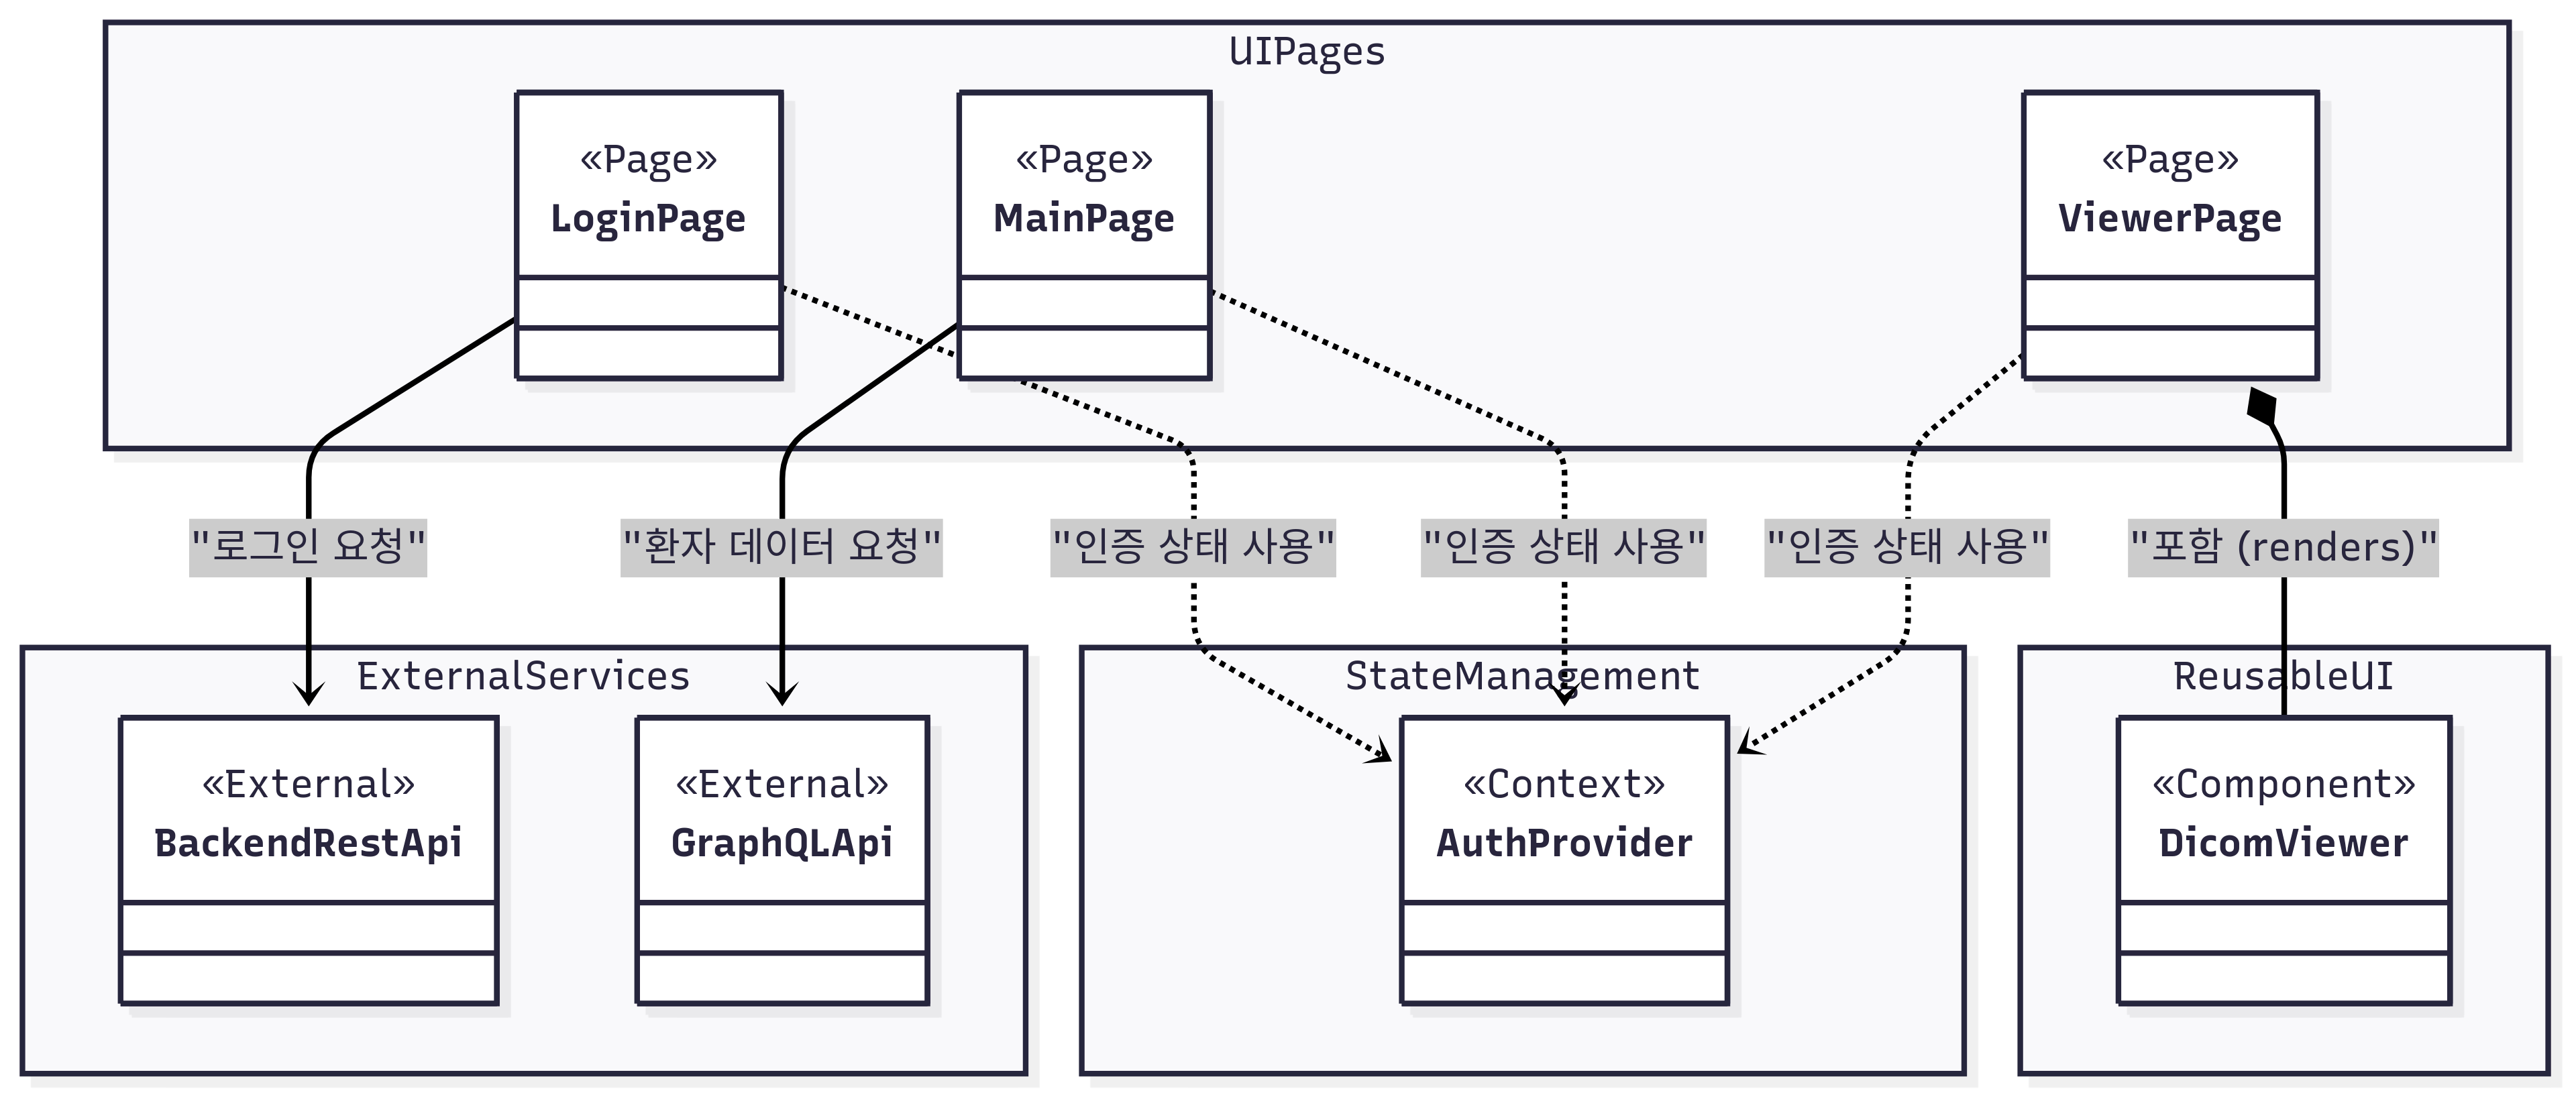 UIPages
«Page»
LoginPage
«Page»
MainPage
«Page»
ViewerPage
"로그인 요청"
"환자 데이터 요청"
"인증 상태 사용"
"인증 상태 사용"
"인증 상태 사용"
"포함 (renders)"
ExternalServices
«External»
BackendRestApi
«External»
GraphQLApi
StateManagement
«Context»
AuthProvider
ReusableUI
«Component»
DicomViewer